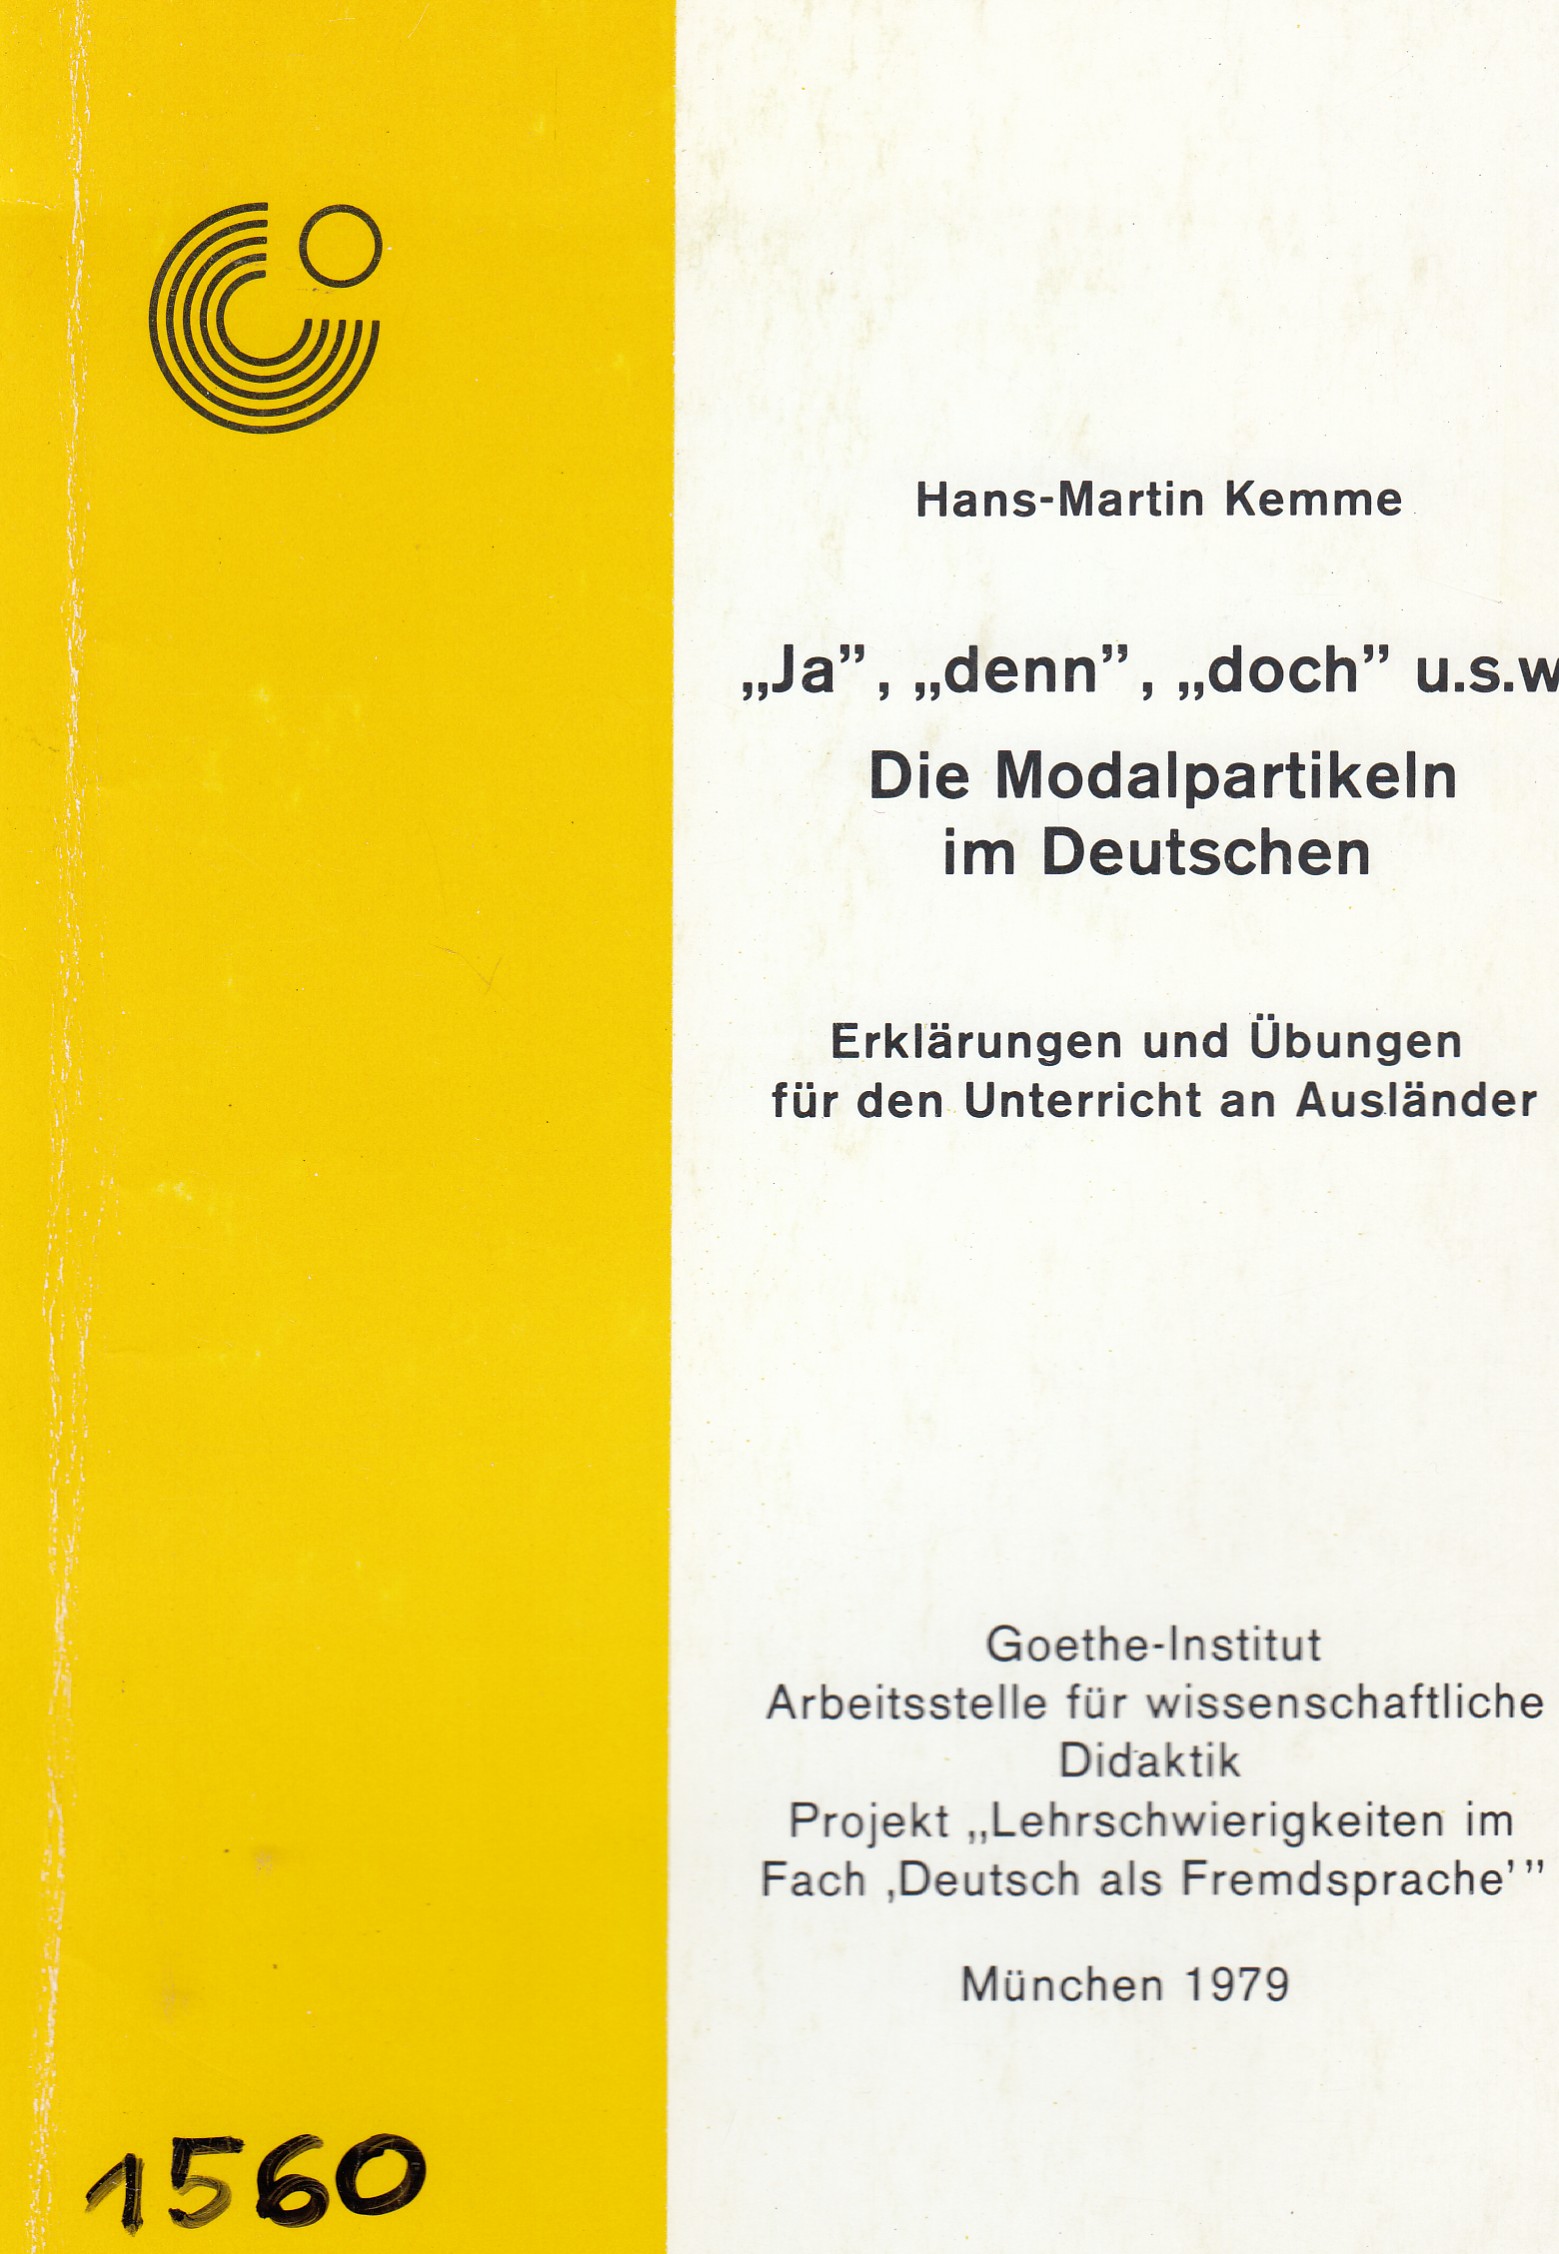 Hans-Martin Kemme
„Ja”, „denn”, „doch” u.s.w
Die Modalpartikeln
im Deutschen
Erklärungen und Übungen
für den Unterricht an Ausländer
Goethe-Institut
Arbeitsstelle für wissenschaftliche
Didaktik
Projekt „Lehrschwierigkeiten im
Fach ‚Deutsch als Fremdsprache’”
München 1979
1560